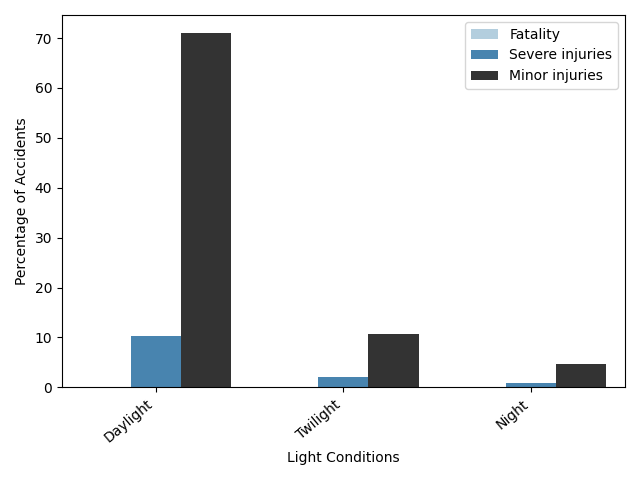 Fatality
Severe injuries
Minor injuries
Percentage of Accidents
70
60
50
40
30
20
10
0
Daylight
Twilight
Night
Light Conditions